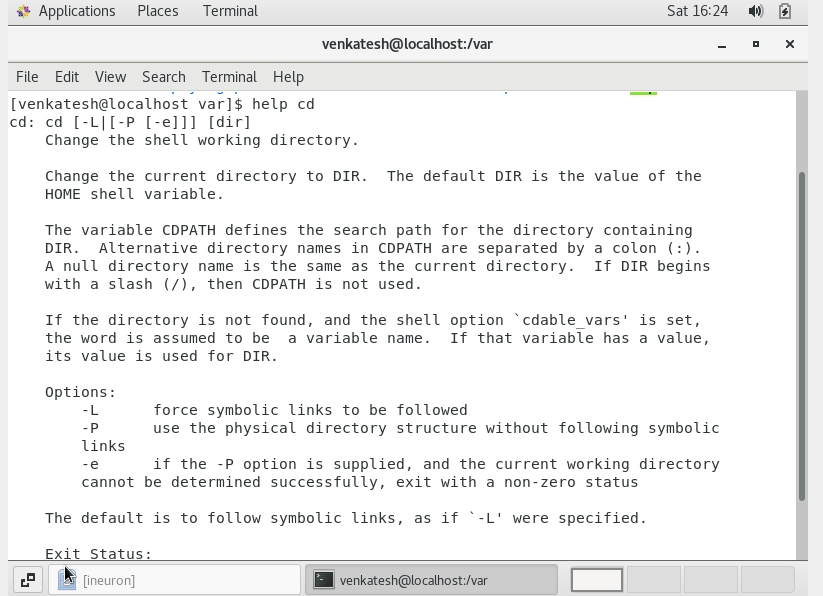 Applications Places Terminal Sat 16:24
venkatesh@localhost:/var
File Edit View Search Terminal Help
[venkatesh@localhost var]$ help cd
cd: cd [-L|[-P [-e]]] [dir]
    Change the shell working directory.

    Change the current directory to DIR.  The default DIR is the value of the
    HOME shell variable.

    The variable CDPATH defines the search path for the directory containing
    DIR.  Alternative directory names in CDPATH are separated by a colon (:).
    A null directory name is the same as the current directory.  If DIR begins
    with a slash (/), then CDPATH is not used.

    If the directory is not found, and the shell option `cdable_vars' is set,
    the word is assumed to be  a variable name.  If that variable has a value,
    its value is used for DIR.

    Options:
        -L      force symbolic links to be followed
        -P      use the physical directory structure without following symbolic
        links
        -e      if the -P option is supplied, and the current working directory
        cannot be determined successfully, exit with a non-zero status

    The default is to follow symbolic links, as if `-L' were specified.

    Exit Status:
[ineuron] venkatesh@localhost:/var